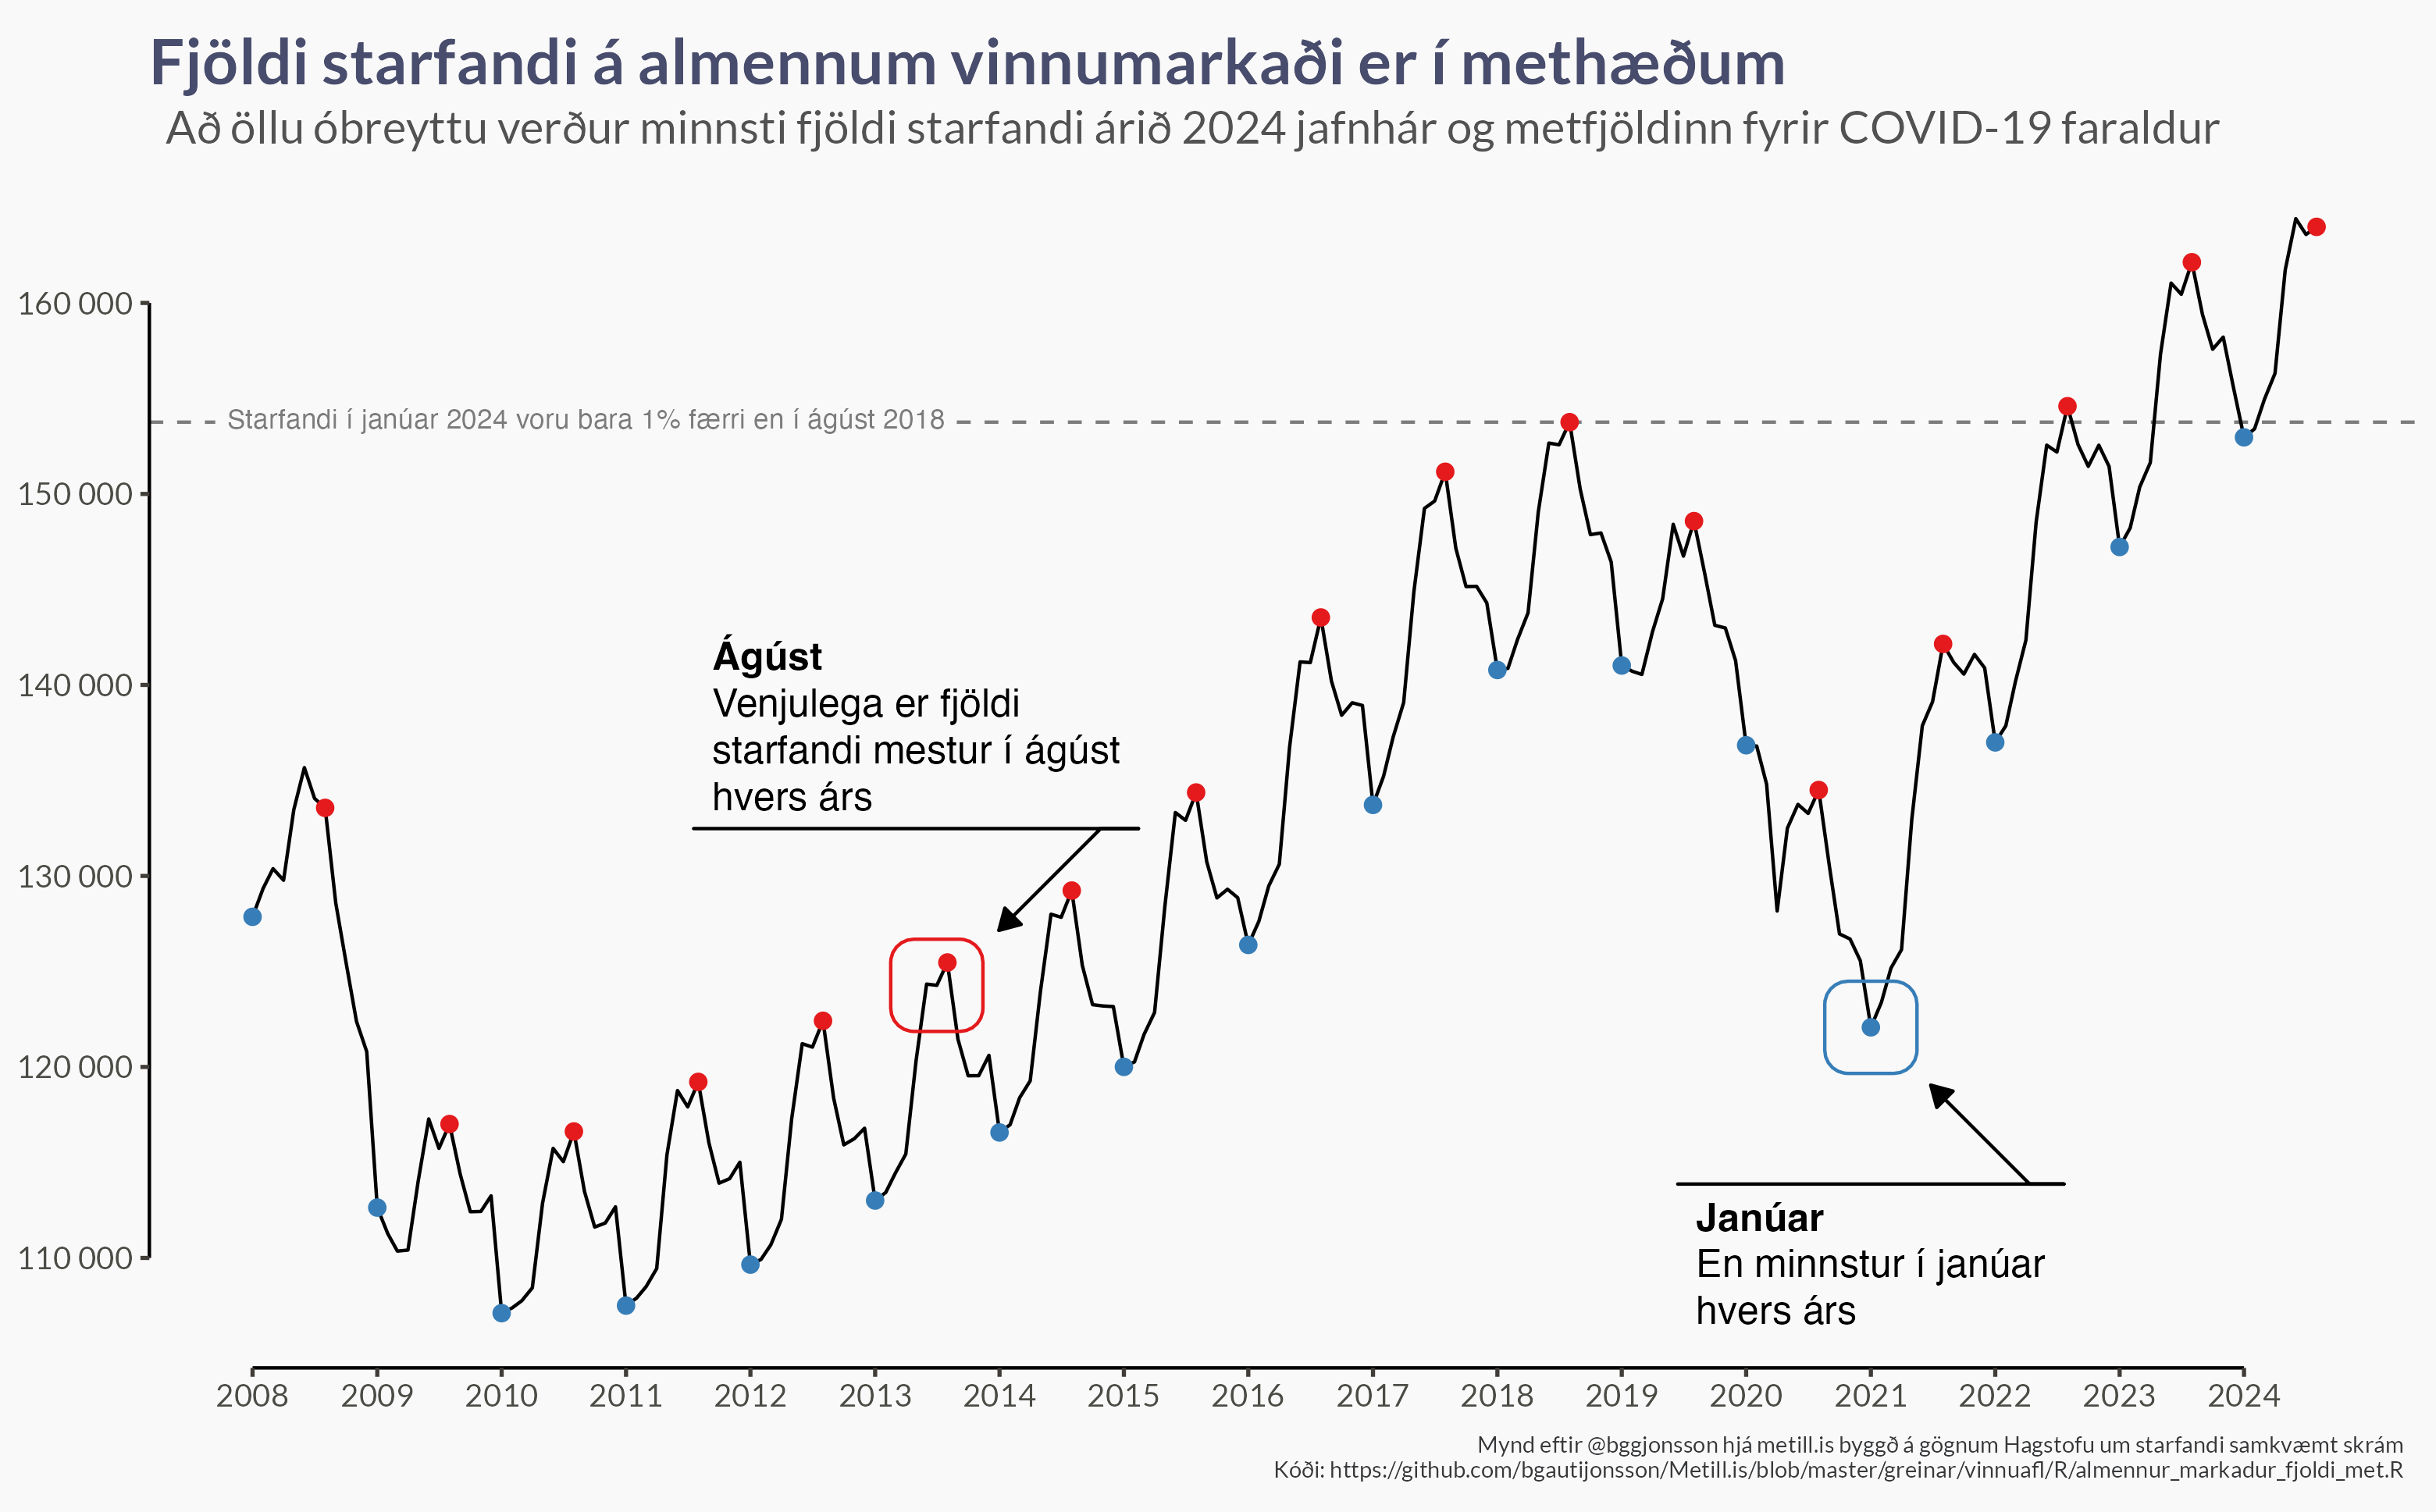 Fjöldi starfandi á almennum vinnumarkaði er í methæðum
Að öllu óbreyttu verður minnsti fjöldi starfandi árið 2024 jafnhár og metfjöldinn fyrir COVID-19 faraldur
160 000
Starfandi í janúar 2024 voru bara 1% færri en í ágúst 2018
150 000
140 000
130 000
120 000
110 000
Ágúst
Venjulega er fjöldi
starfandi mestur í ágúst
hvers árs
Janúar
En minnstur í janúar
hvers árs
2008 2009 2010 2011 2012 2013 2014 2015 2016 2017 2018 2019 2020 2021 2022 2023 2024
Mynd eftir @bggjonsson hjá metill.is byggð á gögnum Hagstofu um starfandi samkvæmt skrám
Kóði: https://github.com/bgautijonsson/Metill.is/blob/master/greinar/vinnuafl/R/almennur_markadur_fjoldi_met.R